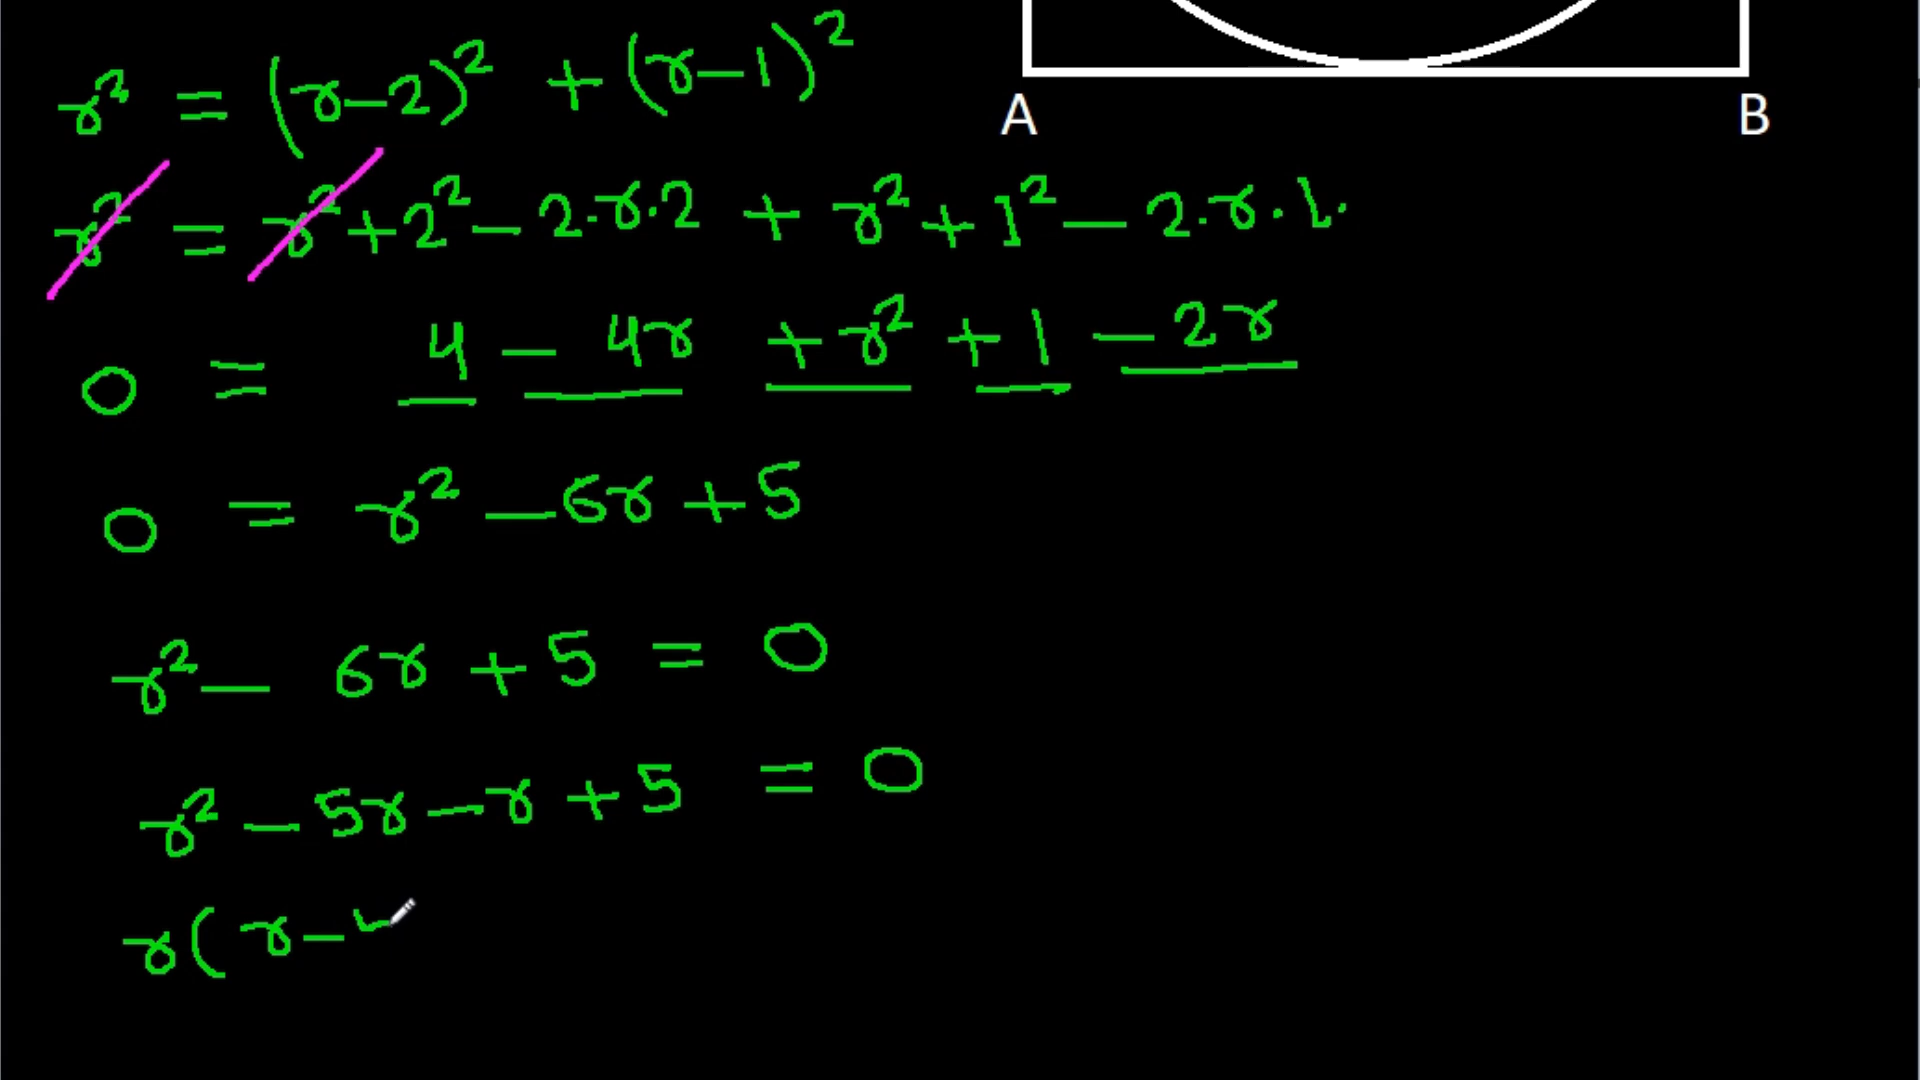 r² = (r-2)² + (r-1)²
A B
r² = r² + 2² - 2.r.2 + r² + 1² - 2.r.1.
0 = 4 - 4r + r² + 1 - 2r
0 = r² - 6r + 5
r² - 6r + 5 = 0
r² - 5r - r + 5 = 0
r(r-